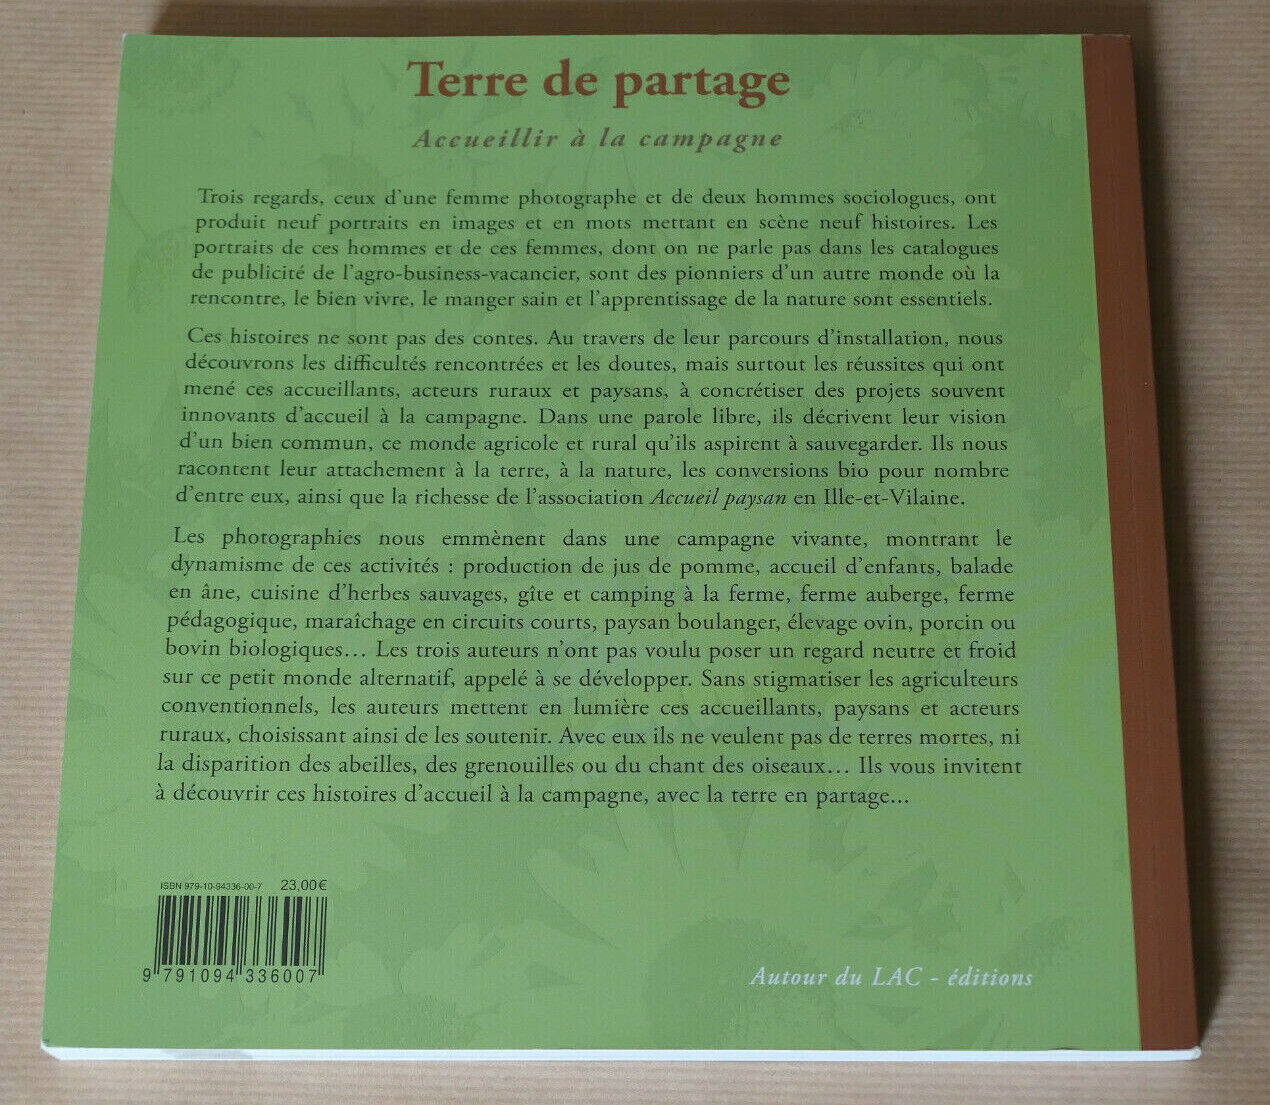 Terre de partage
Accueillir à la campagne
Trois regards, ceux d'une femme photographe et de deux hommes sociologues, ont
produit neuf portraits en images et en mots mettant en scène neuf histoires. Les
portraits de ces hommes et de ces femmes, dont on ne parle pas dans les catalogues
de publicité de l'agro-business-vacancier, sont des pionniers d'un autre monde où la
rencontre, le bien vivre, le manger sain et l'apprentissage de la nature sont essentiels.
Ces histoires ne sont pas des contes. Au travers de leur parcours d'installation, nous
découvrons les difficultés rencontrées et les doutes, mais surtout les réussites qui ont
mené ces accueillants, acteurs ruraux et paysans, à concrétiser des projets souvent
innovants d'accueil à la campagne. Dans une parole libre, ils décrivent leur vision
d'un bien commun, ce monde agricole et rural qu'ils aspirent à sauvegarder. Ils nous
racontent leur attachement à la terre, à la nature, les conversions bio pour nombre
d'entre eux, ainsi que la richesse de l'association Accueil paysan en Ille-et-Vilaine.
Les photographies nous emmènent dans une campagne vivante, montrant le
dynamisme de ces activités : production de jus de pomme, accueil d'enfants, balade
en âne, cuisine d'herbes sauvages, gîte et camping à la ferme, ferme auberge, ferme
pédagogique, maraîchage en circuits courts, paysan boulanger, élevage ovin, porcin ou
bovin biologiques... Les trois auteurs n'ont pas voulu poser un regard neutre et froid
sur ce petit monde alternatif, appelé à se développer. Sans stigmatiser les agriculteurs
conventionnels, les auteurs mettent en lumière ces accueillants, paysans et acteurs
ruraux, choisissant ainsi de les soutenir. Avec eux ils ne veulent pas de terres mortes, ni
la disparition des abeilles, des grenouilles ou du chant des oiseaux... Ils vous invitent
à découvrir ces histoires d'accueil à la campagne, avec la terre en partage...
ISBN 979-10-94336-00-7 23,00€
9 791094 336007
Autour du LAC - éditions